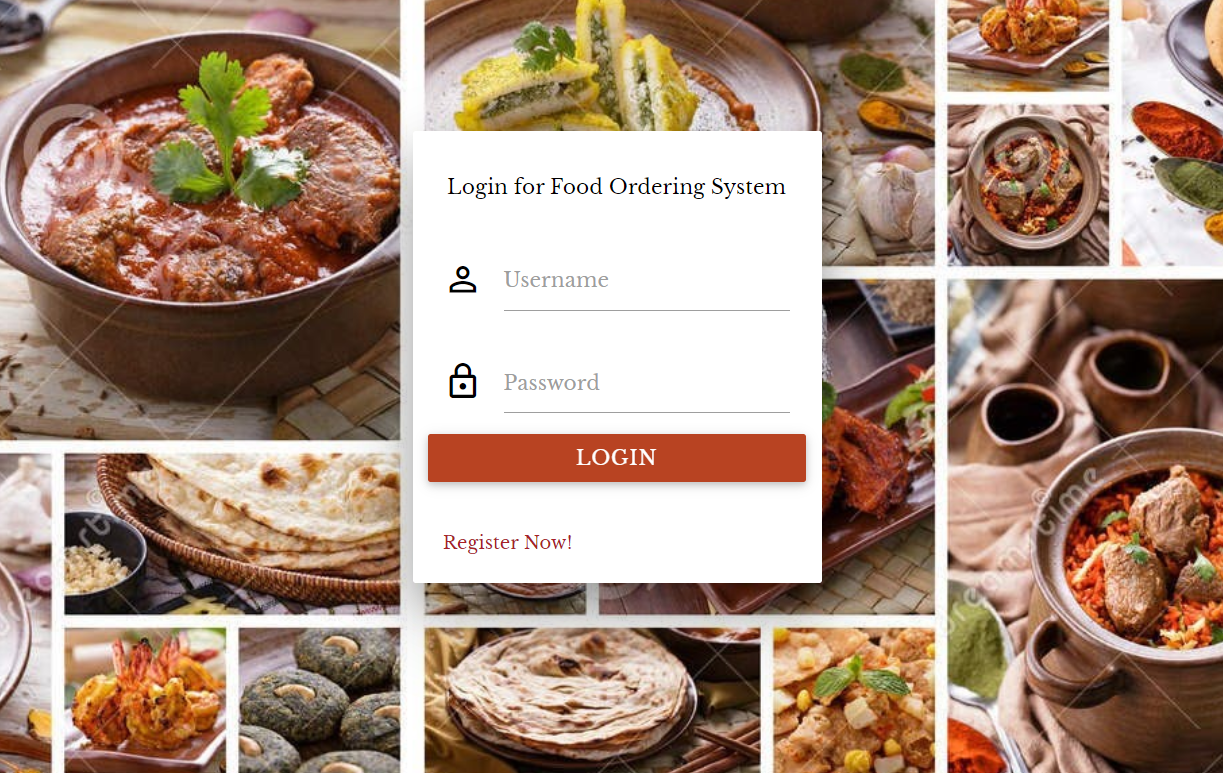 Login for Food Ordering System
Username
Password
LOGIN
Register Now!